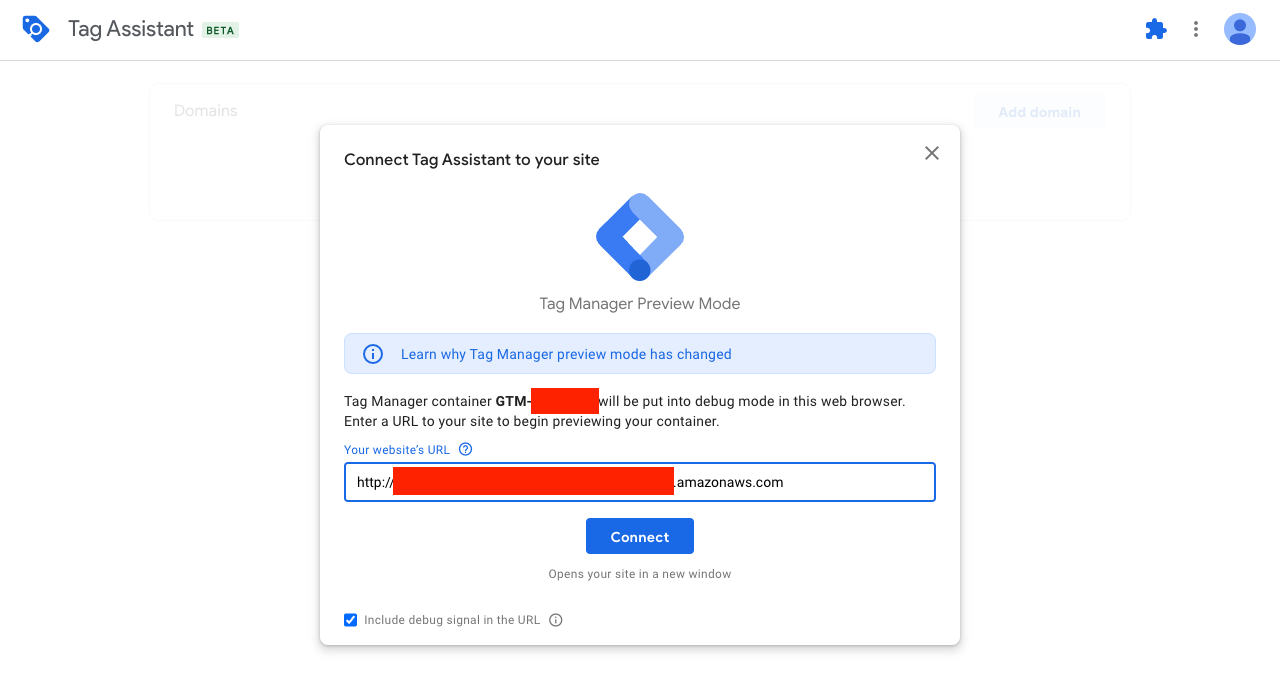 Tag Assistant BETA
Domains
Add domain
Connect Tag Assistant to your site
Tag Manager Preview Mode
Learn why Tag Manager preview mode has changed
Tag Manager container GTM- will be put into debug mode in this web browser.
Enter a URL to your site to begin previewing your container.
Your website's URL
http:// .amazonaws.com
Connect
Opens your site in a new window
Include debug signal in the URL